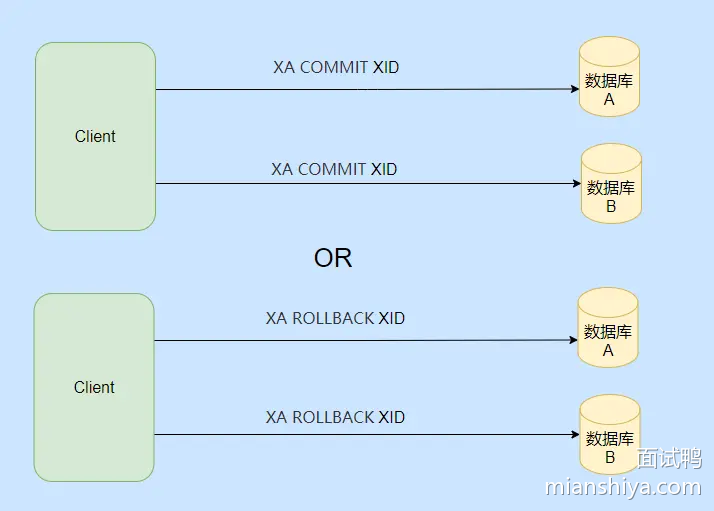 XA COMMIT XID
Client
数据库
A
XA COMMIT XID
数据库
B
OR
XA ROLLBACK XID
数据库
A
Client
XA ROLLBACK XID
数据库
B
面试鸭
mianshiya.com